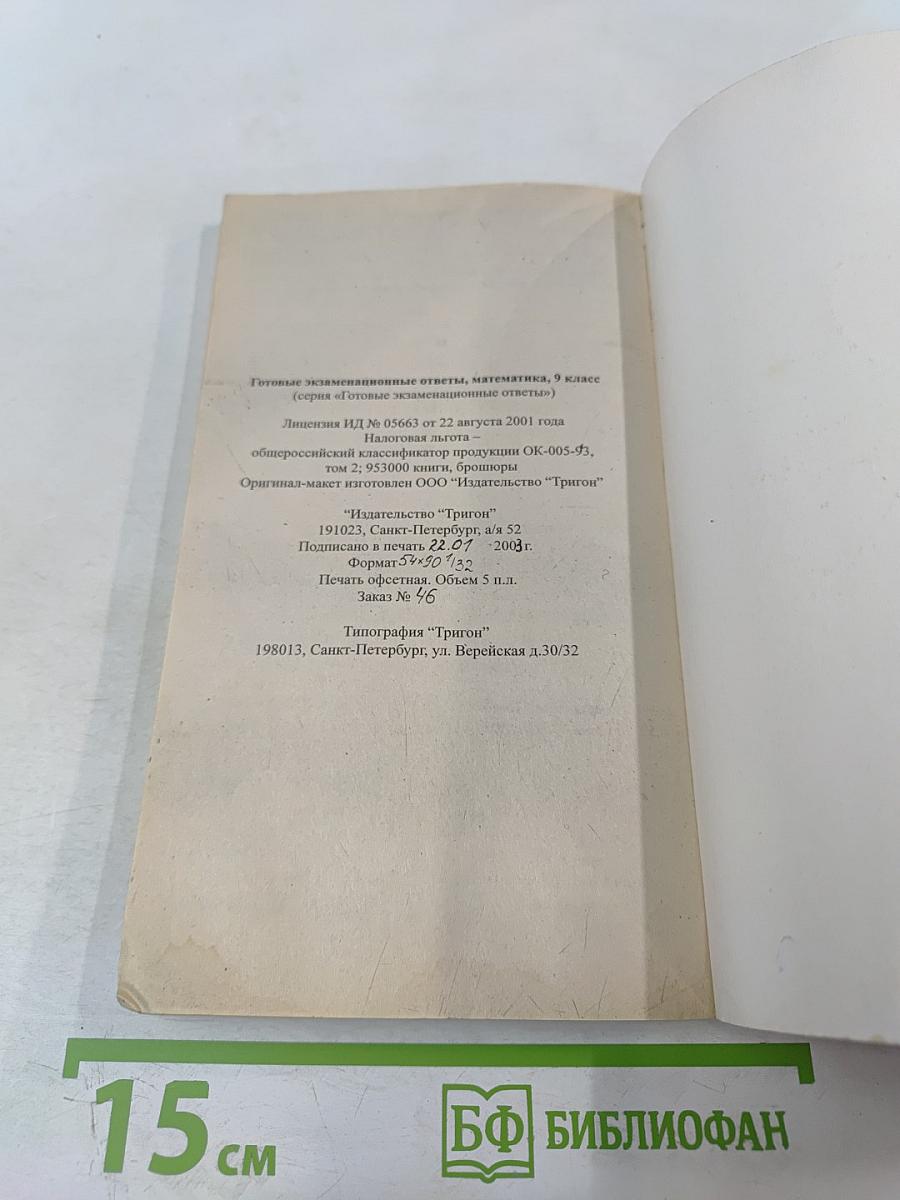 Готовые экзаменационные ответы, математика, 9 класс
(серия «Готовые экзаменационные ответы»)
Лицензия ИД № 05663 от 22 августа 2001 года
Налоговая льгота –
общероссийский классификатор продукции ОК-005-93,
том 2; 953000 книги, брошюры
Оригинал-макет изготовлен ООО “Издательство “Тригон”
“Издательство “Тригон”
191023, Санкт-Петербург, а/я 52
Подписано в печать 22.01 2003 г.
Формат 54×90 1/32
Печать офсетная. Объем 5 п.л.
Заказ № 46
Типография “Тригон”
198013, Санкт-Петербург, ул. Верейская д.30/32
15 см
БФ БИБЛИОФАН